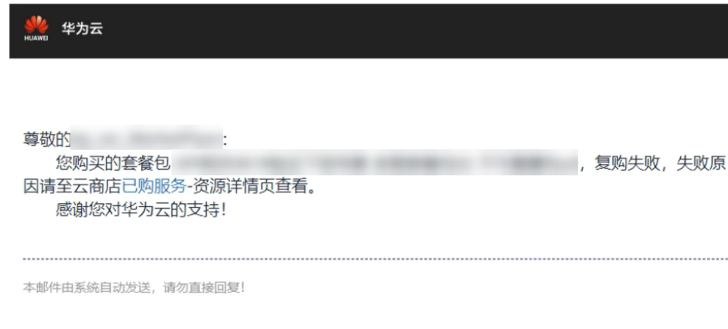 HUAWEI
华为云
尊敬的:
您购买的套餐包，复购失败，失败原
因请至云商店已购服务-资源详情页查看。
感谢您对华为云的支持！
本邮件由系统自动发送，请勿直接回复！